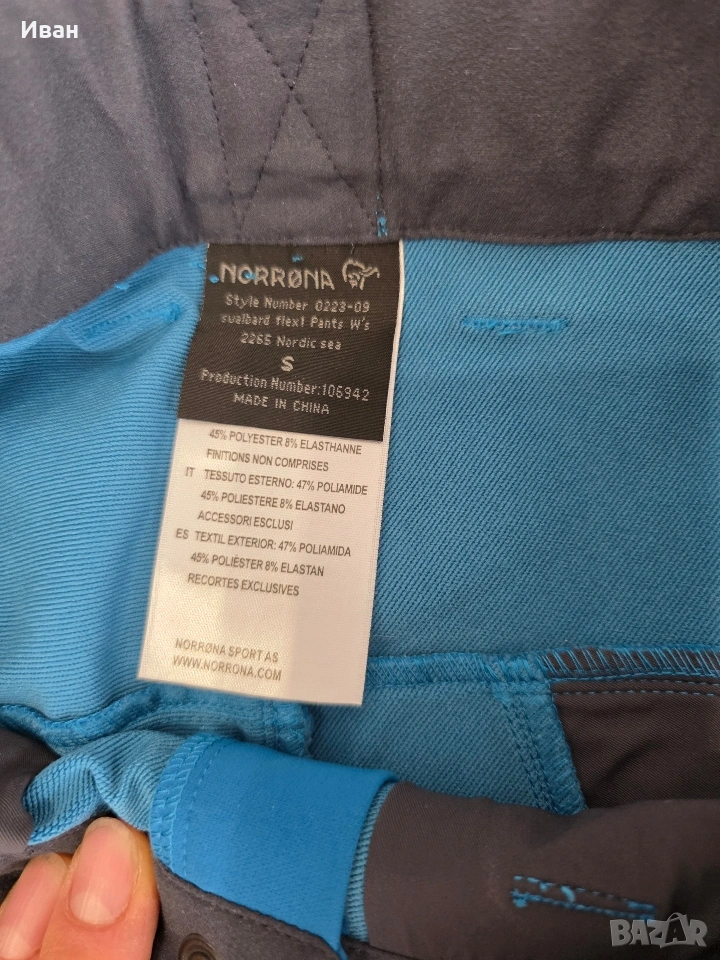 Иван
NORRØNA
Style Number 0223-09
svalbard flex1 Pants W's
2265 Nordic sea
S
Production Number:106942
MADE IN CHINA
45% POLYESTER 8% ELASTHANNE
FINITIONS NON COMPRISES
IT TESSUTO ESTERNO: 47% POLIAMIDE
45% POLIESTERE 8% ELASTANO
ACCESSORI ESCLUSI
ES TEXTIL EXTERIOR: 47% POLIAMIDA
45% POLIÉSTER 8% ELASTAN
RECORTES EXCLUSIVES
NORRØNA SPORT AS
WWW.NORRONA.COM
BAZAR